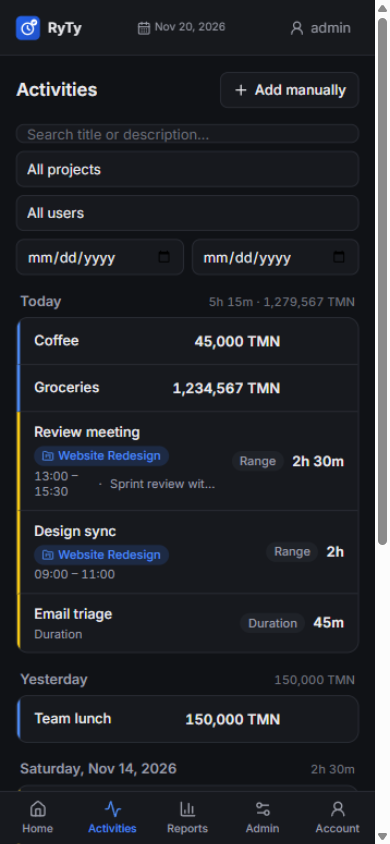 RyTy
Nov 20, 2026
admin
Activities
+ Add manually
Search title or description...
All projects
All users
mm/dd/yyyy
mm/dd/yyyy
Today
5h 15m · 1,279,567 TMN
Coffee
45,000 TMN
Groceries
1,234,567 TMN
Review meeting
Website Redesign
13:00 –
15:30
· Sprint review wit...
Range
2h 30m
Design sync
Website Redesign
09:00 – 11:00
Range
2h
Email triage
Duration
Duration
45m
Yesterday
150,000 TMN
Team lunch
150,000 TMN
Saturday, Nov 14, 2026
2h 30m
Home
Activities
Reports
Admin
Account